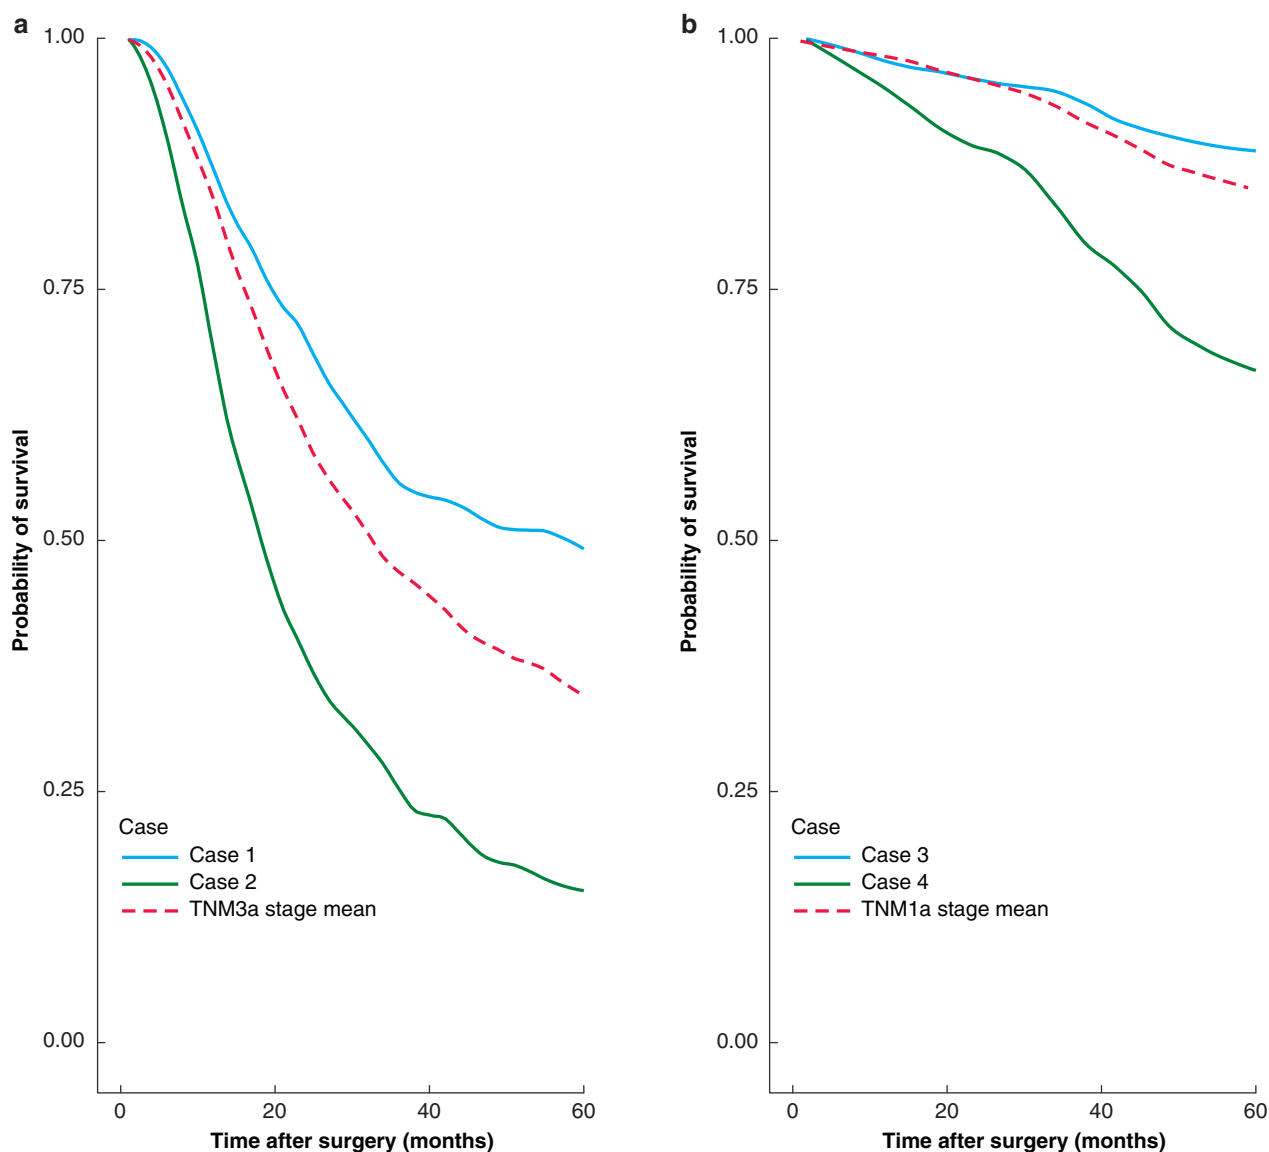 a
1.00
0.75
0.50
0.25
0.00
Probability of survival
Case
Case 1
Case 2
TNM3a stage mean
0 20 40 60
Time after surgery (months)
b
1.00
0.75
0.50
0.25
0.00
Probability of survival
Case
Case 3
Case 4
TNM1a stage mean
0 20 40 60
Time after surgery (months)